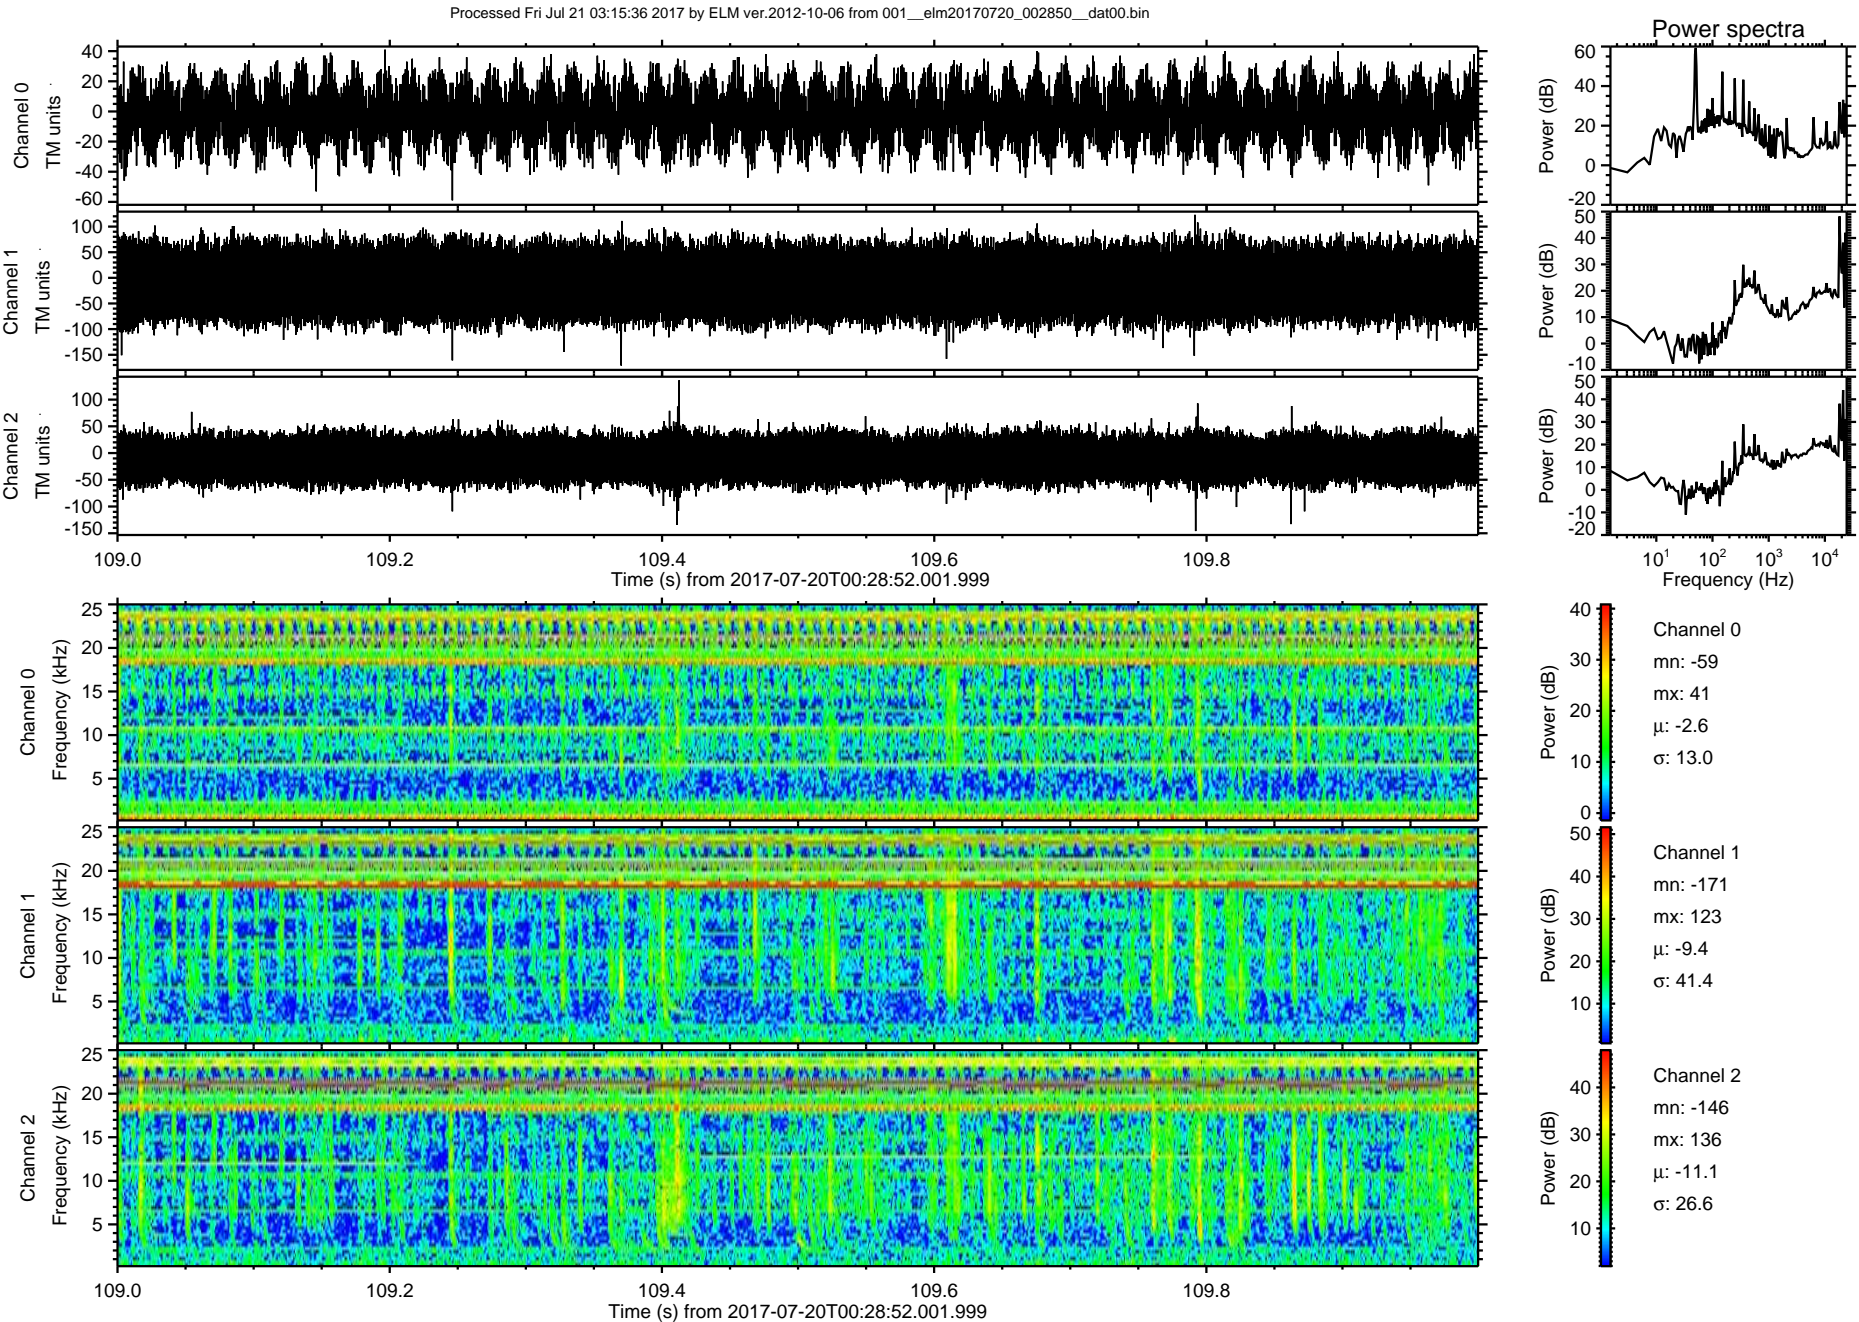 Processed Fri Jul 21 03:15:36 2017 by ELM ver.2012-10-06 from 001__elm20170720_002850__dat00.bin
Power spectra
Channel 0
TM units
40
20
0
-20
-40
-60
Power (dB)
60
40
20
0
-20
Channel 1
TM units
100
50
0
-50
-100
-150
Power (dB)
50
40
30
20
10
0
-10
Channel 2
TM units
100
50
0
-50
-100
-150
Power (dB)
50
40
30
20
10
0
-10
-20
109.0 109.2 109.4 109.6 109.8
Time (s) from 2017-07-20T00:28:52.001.999
10^1 10^2 10^3 10^4
Frequency (Hz)
Channel 0
Frequency (kHz)
25
20
15
10
5
Power (dB)
40
30
20
10
0
Channel 0
mn: -59
mx: 41
μ: -2.6
σ: 13.0
Channel 1
Frequency (kHz)
25
20
15
10
5
Power (dB)
50
40
30
20
10
Channel 1
mn: -171
mx: 123
μ: -9.4
σ: 41.4
Channel 2
Frequency (kHz)
25
20
15
10
5
Power (dB)
40
30
20
10
Channel 2
mn: -146
mx: 136
μ: -11.1
σ: 26.6
109.0 109.2 109.4 109.6 109.8
Time (s) from 2017-07-20T00:28:52.001.999